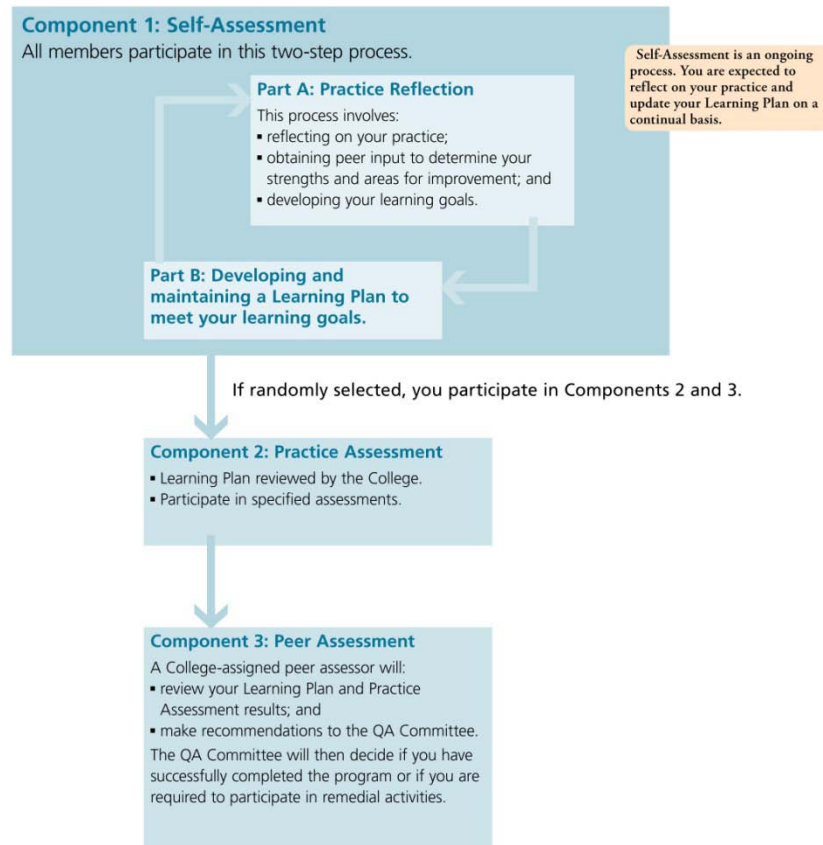 Component 1: Self-Assessment
All members participate in this two-step process.
Self-Assessment is an ongoing
process. You are expected to
reflect on your practice and
update your Learning Plan on a
continual basis.
Part A: Practice Reflection
This process involves:
▪ reflecting on your practice;
▪ obtaining peer input to determine your
strengths and areas for improvement; and
▪ developing your learning goals.
Part B: Developing and
maintaining a Learning Plan to
meet your learning goals.
If randomly selected, you participate in Components 2 and 3.
Component 2: Practice Assessment
▪ Learning Plan reviewed by the College.
▪ Participate in specified assessments.
Component 3: Peer Assessment
A College-assigned peer assessor will:
▪ review your Learning Plan and Practice
Assessment results; and
▪ make recommendations to the QA Committee.
The QA Committee will then decide if you have
successfully completed the program or if you are
required to participate in remedial activities.